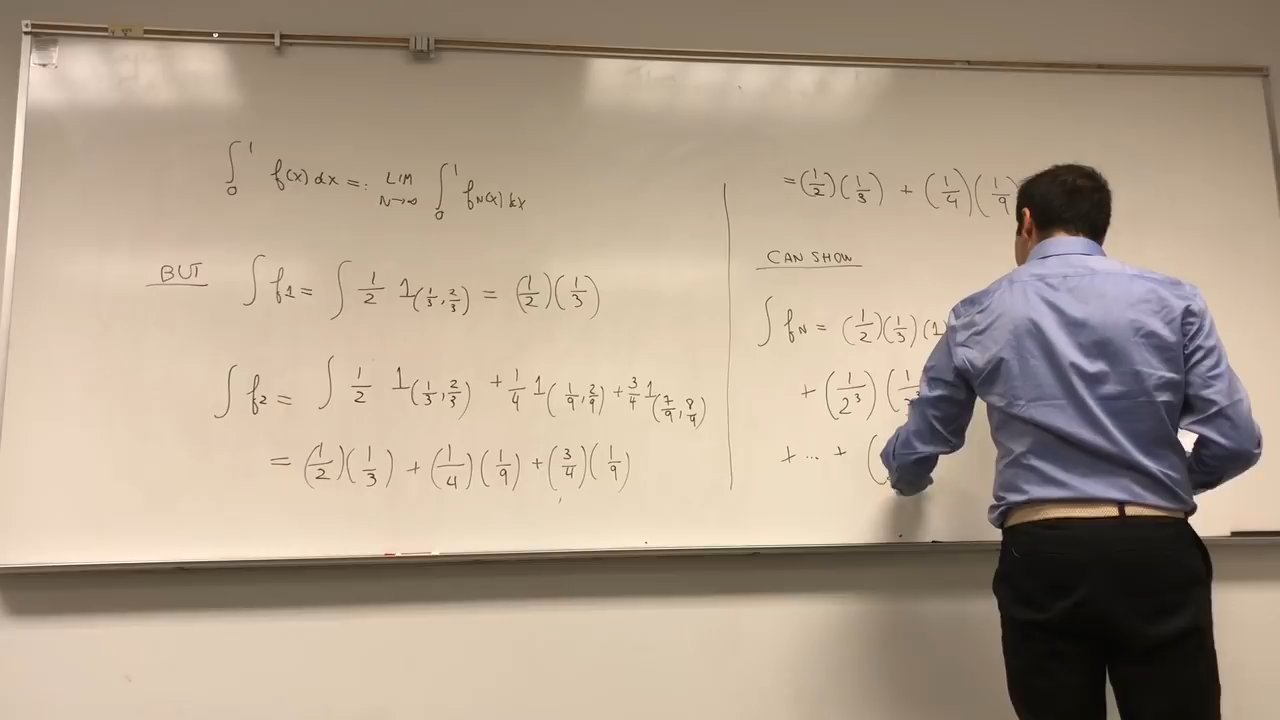 ∫₀¹ f(x) dx =: LIM N→∞ ∫₀¹ f_N(x) dx
BUT ∫ f₁ = ∫ 1/2 1_(1/3, 2/3) = (1/2)(1/3)
∫ f₂ = ∫ 1/2 1_(1/3, 2/3) + 1/4 1_(1/9, 2/9) + 3/4 1_(7/9, 8/9)
= (1/2)(1/3) + (1/4)(1/9) + (3/4)(1/9)
= (1/2)(1/3) + (1/4)(1/9
CAN SHOW
∫ f_N = (1/2)(1/3)(1)
+ (1/2³)(
+ ... + (